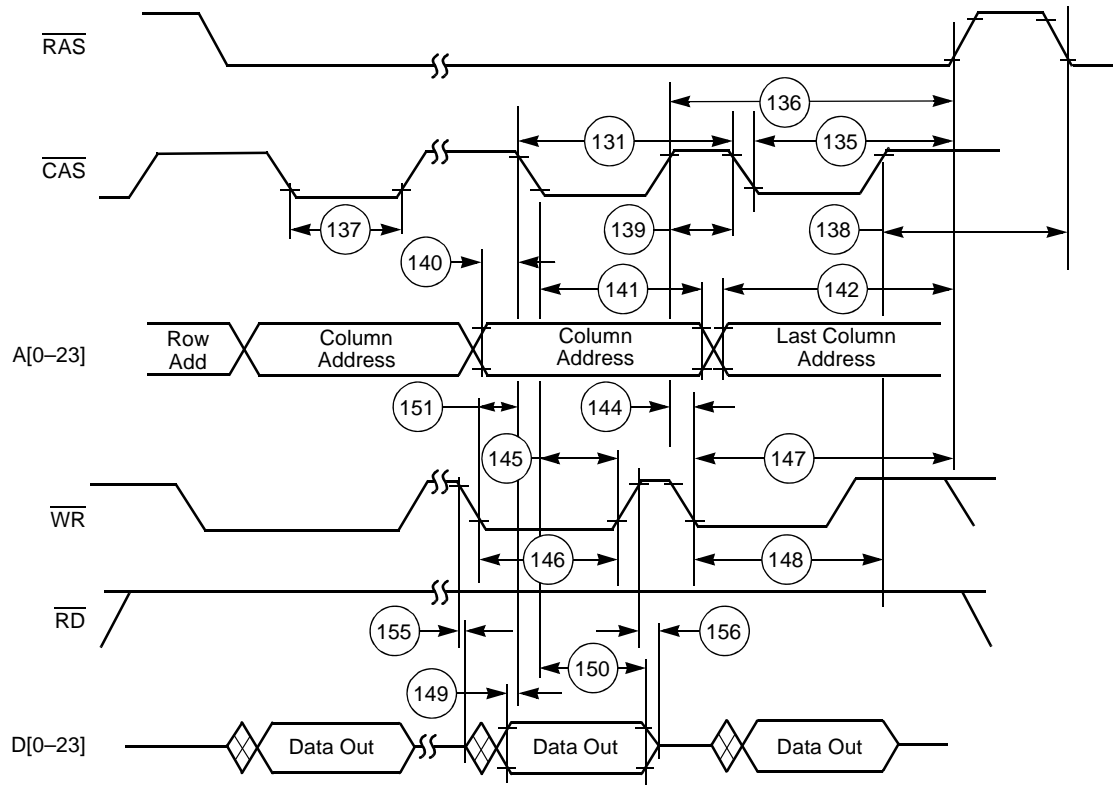 RAS
136
131
135
CAS
137
139
138
140
141
142
A[0–23]
Row
Add
Column
Address
Column
Address
Last Column
Address
151
144
145
147
WR
146
148
RD
155
156
150
149
D[0–23]
Data Out
Data Out
Data Out